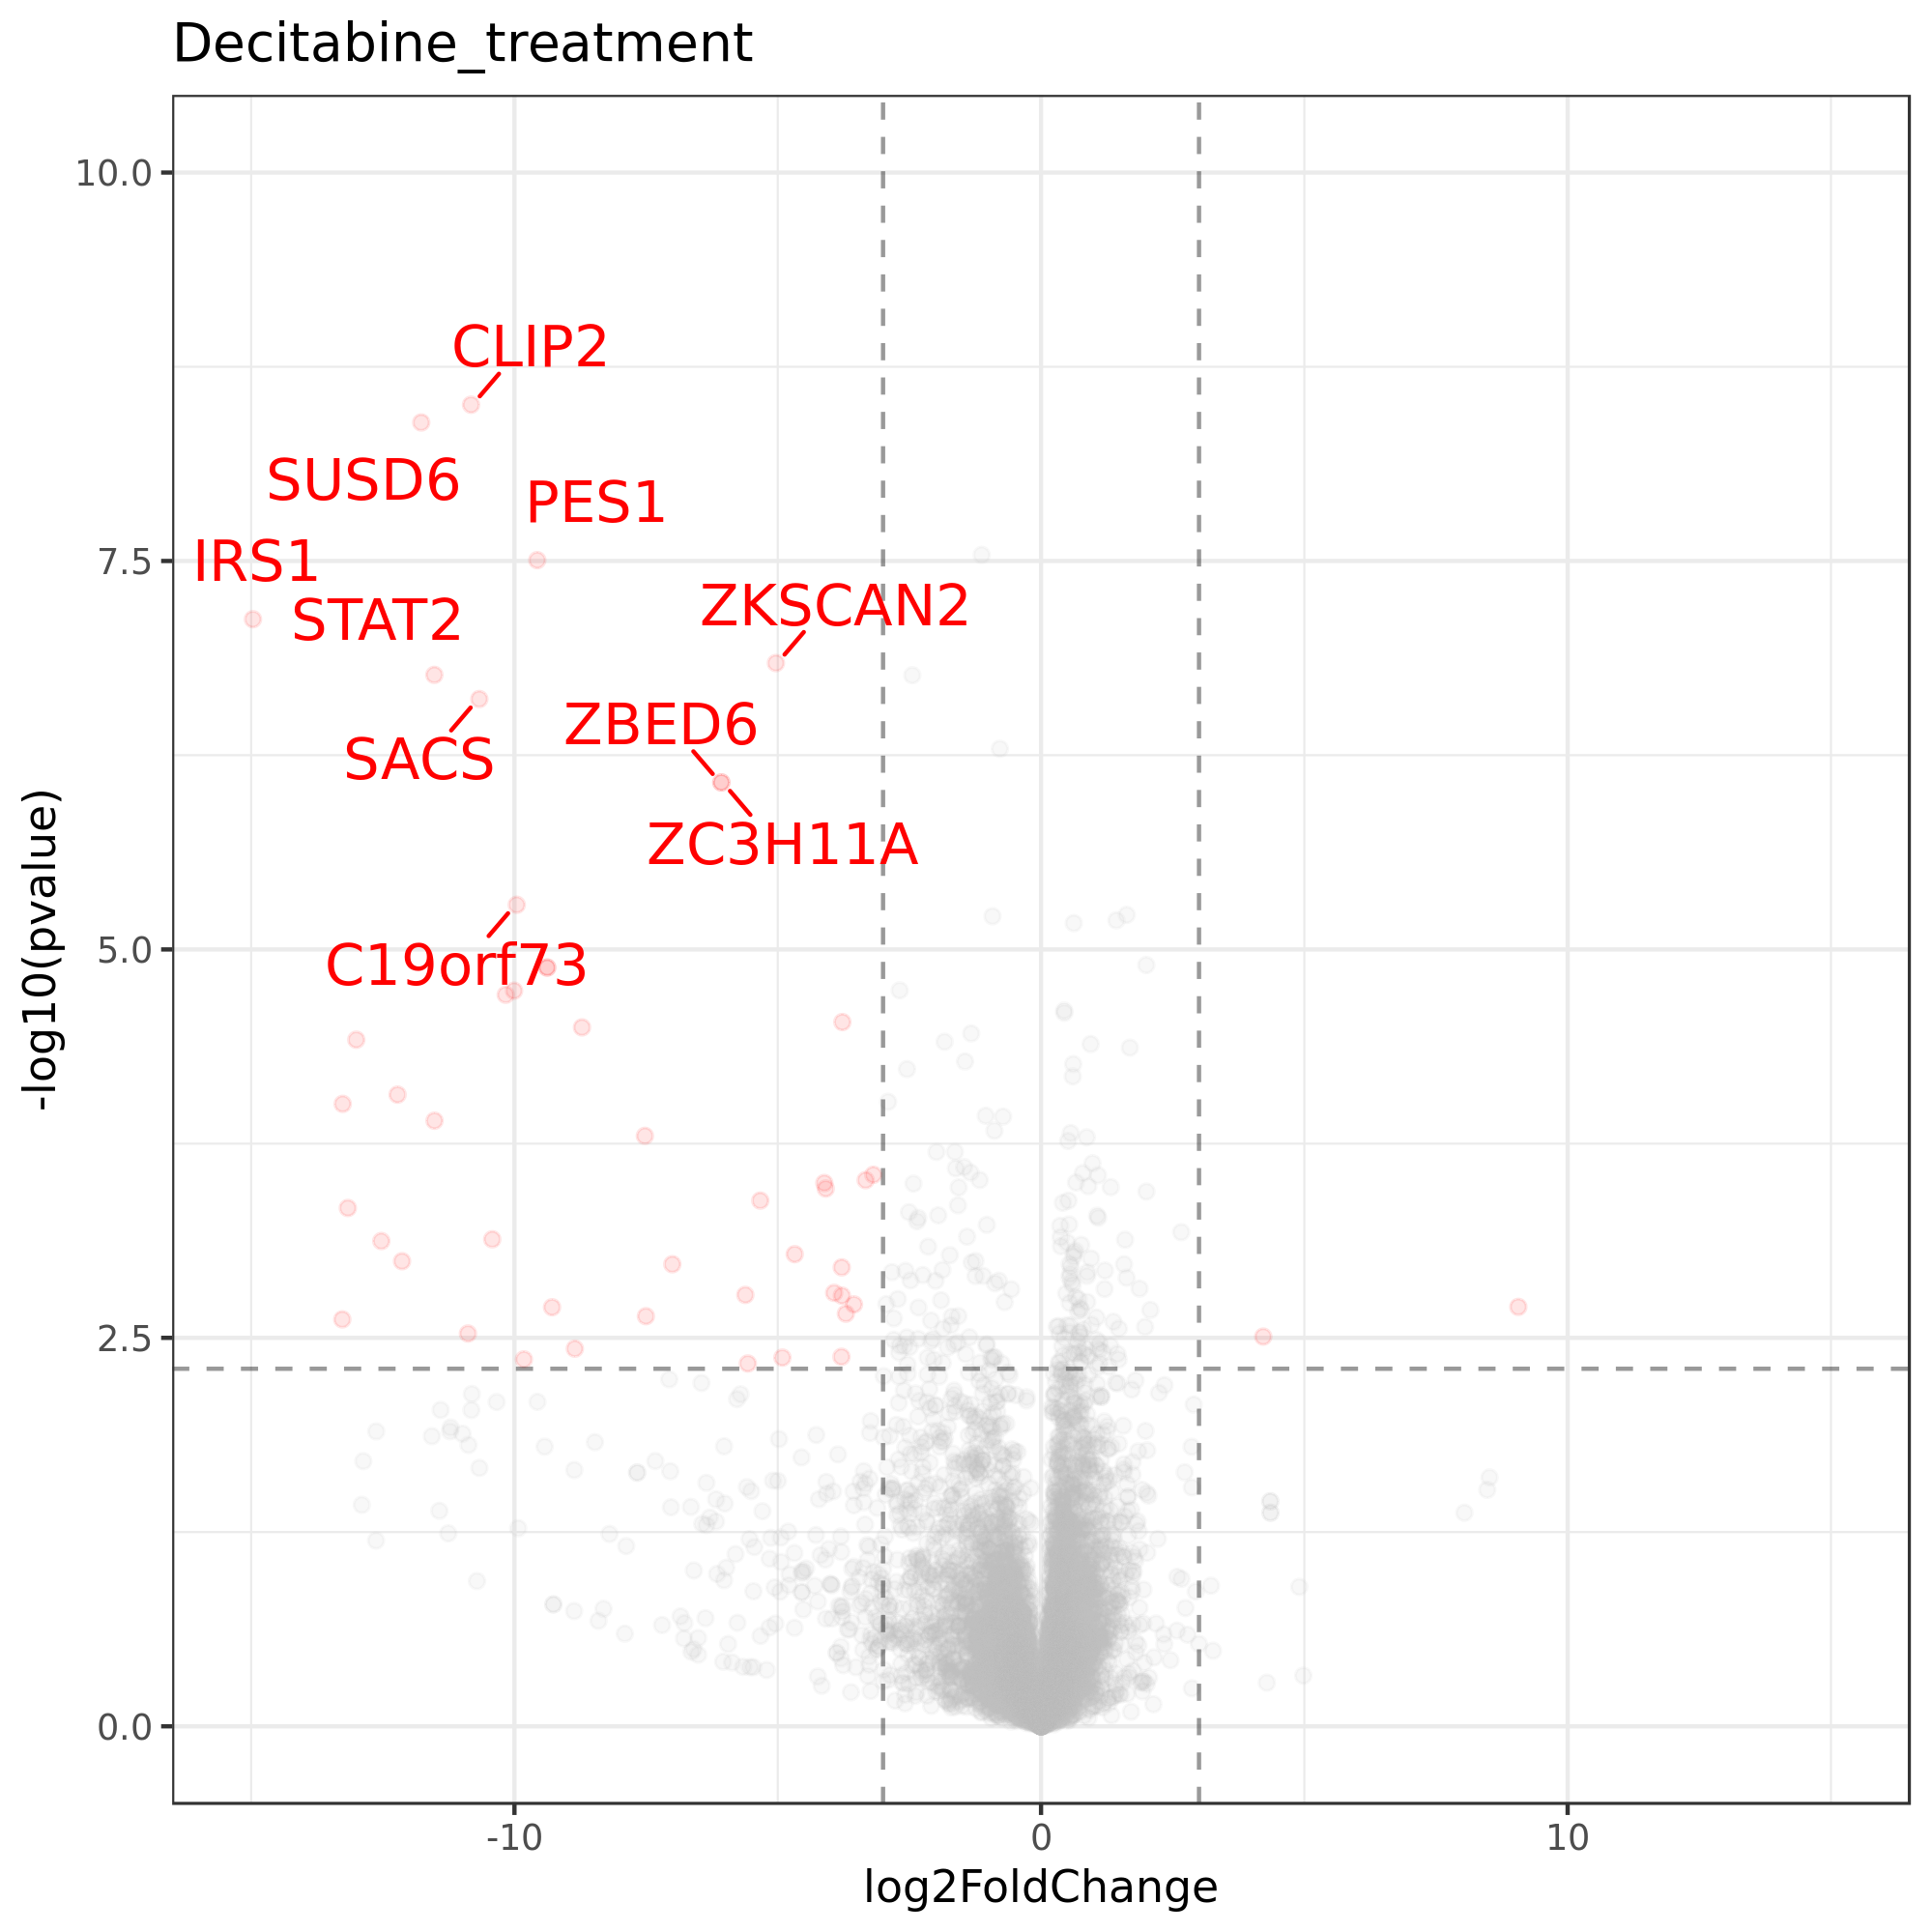 Decitabine_treatment
10.0
CLIP2
SUSD6
PES1
7.5
IRS1
STAT2
ZKSCAN2
ZBED6
SACS
ZC3H11A
5.0
C19orf73
2.5
0.0
-10
0
10
-log10(pvalue)
log2FoldChange